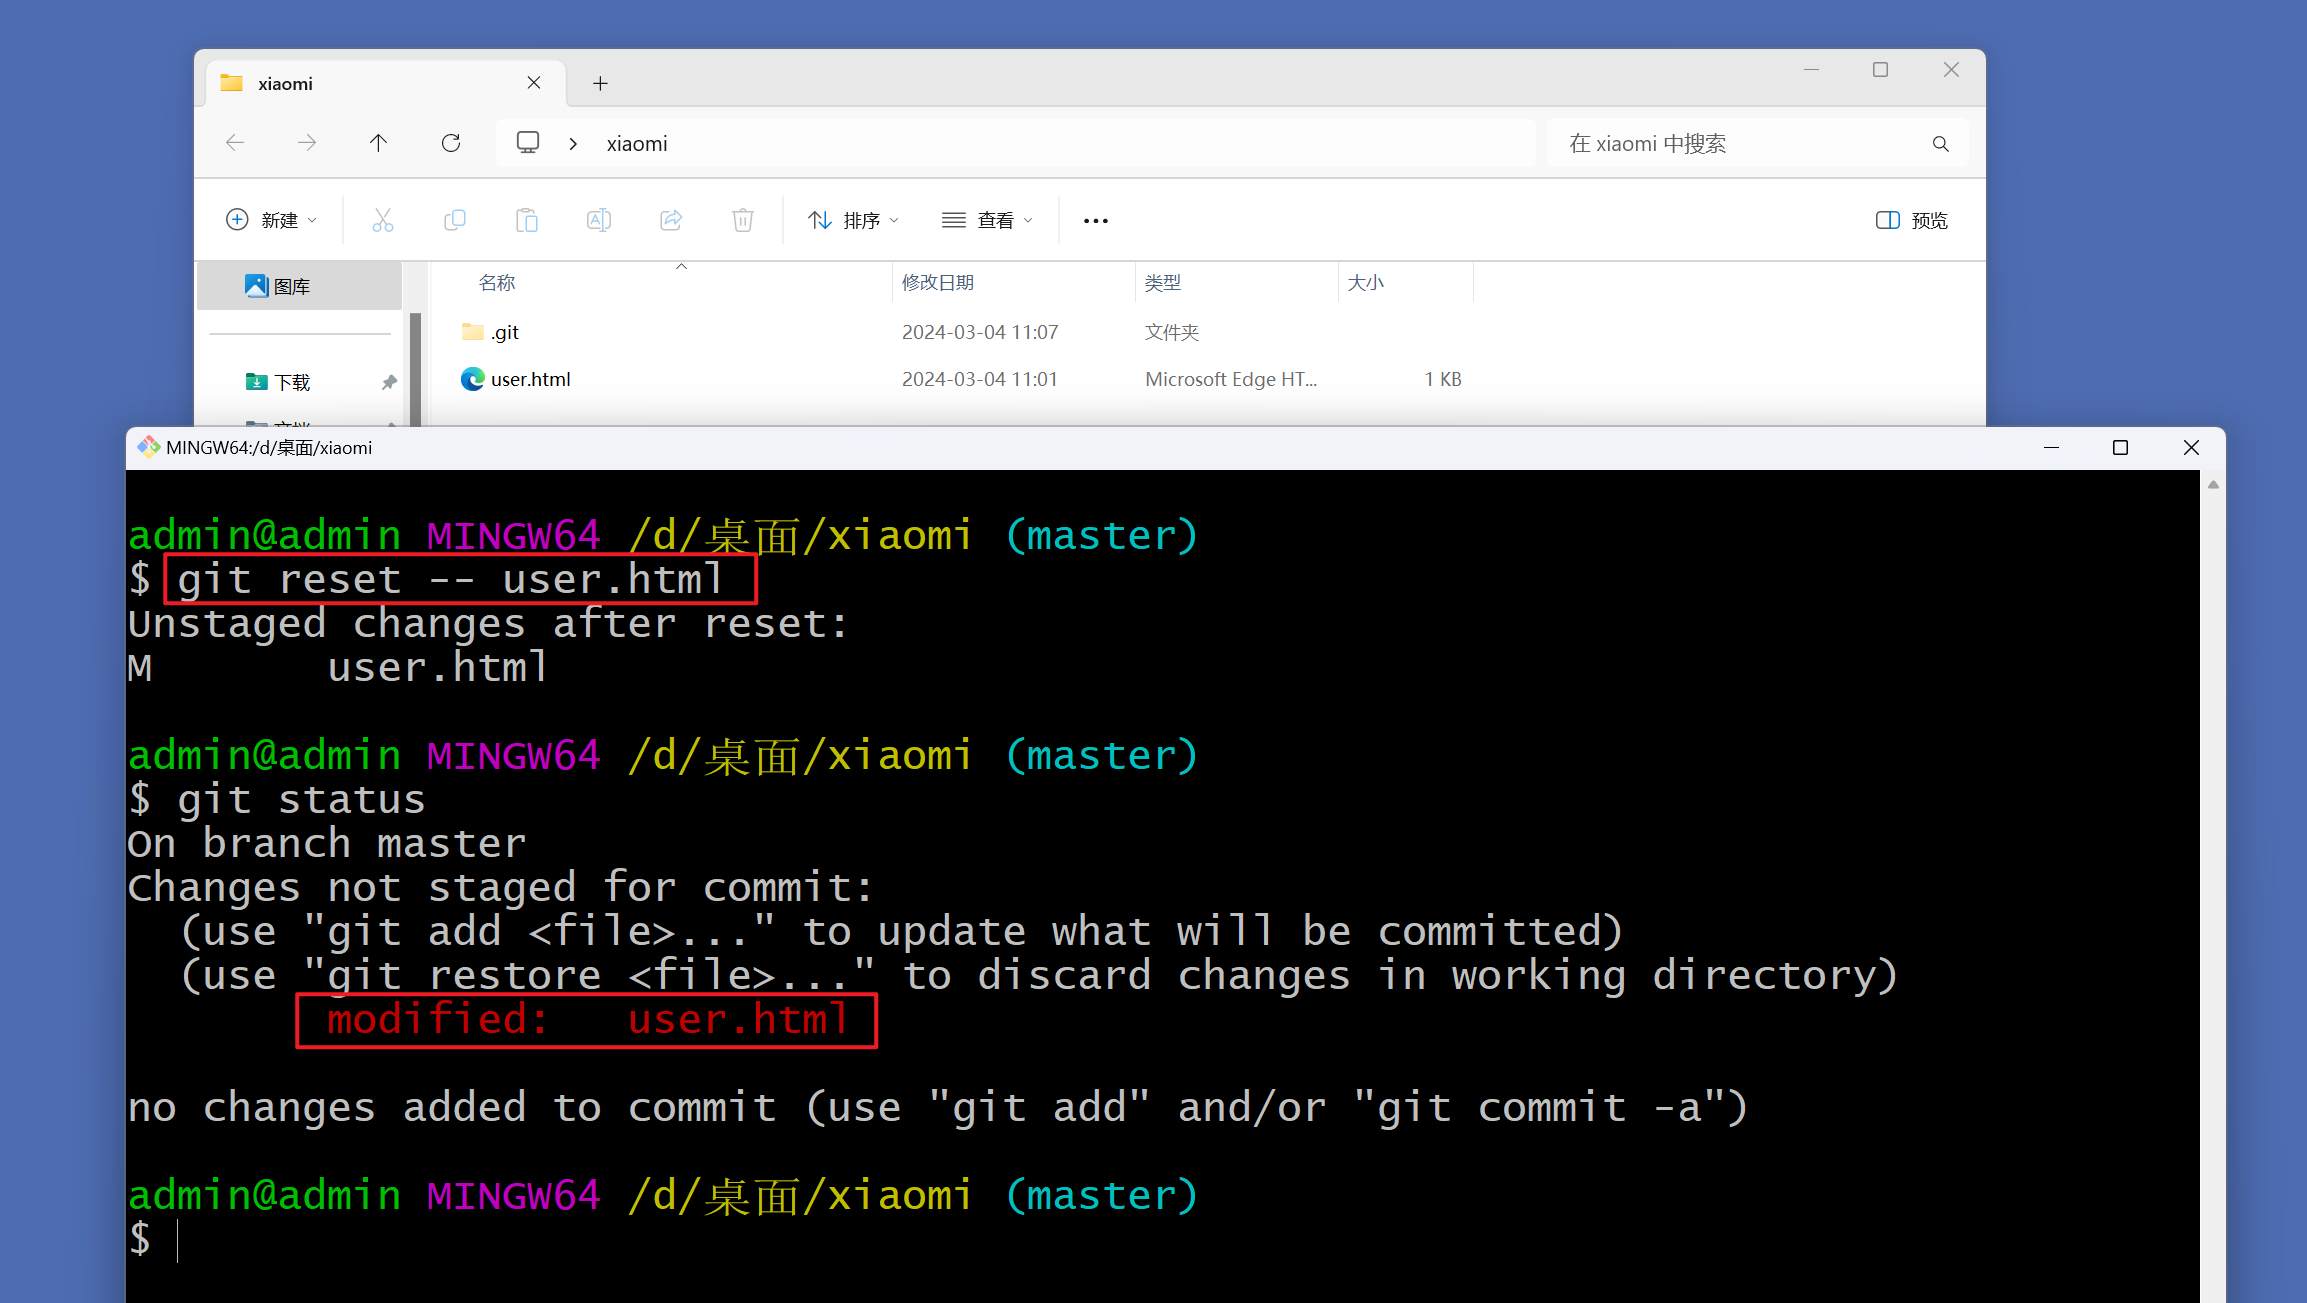 xiaomi
xiaomi
在 xiaomi 中搜索
新建
排序
查看
预览
图库
名称
修改日期
类型
大小
.git
2024-03-04 11:07
文件夹
下载
user.html
2024-03-04 11:01
Microsoft Edge HT...
1 KB
MINGW64:/d/桌面/xiaomi
admin@admin MINGW64 /d/桌面/xiaomi (master)
$ git reset -- user.html
Unstaged changes after reset:
M       user.html
admin@admin MINGW64 /d/桌面/xiaomi (master)
$ git status
On branch master
Changes not staged for commit:
  (use "git add <file>..." to update what will be committed)
  (use "git restore <file>..." to discard changes in working directory)
        modified:   user.html
no changes added to commit (use "git add" and/or "git commit -a")
admin@admin MINGW64 /d/桌面/xiaomi (master)
$